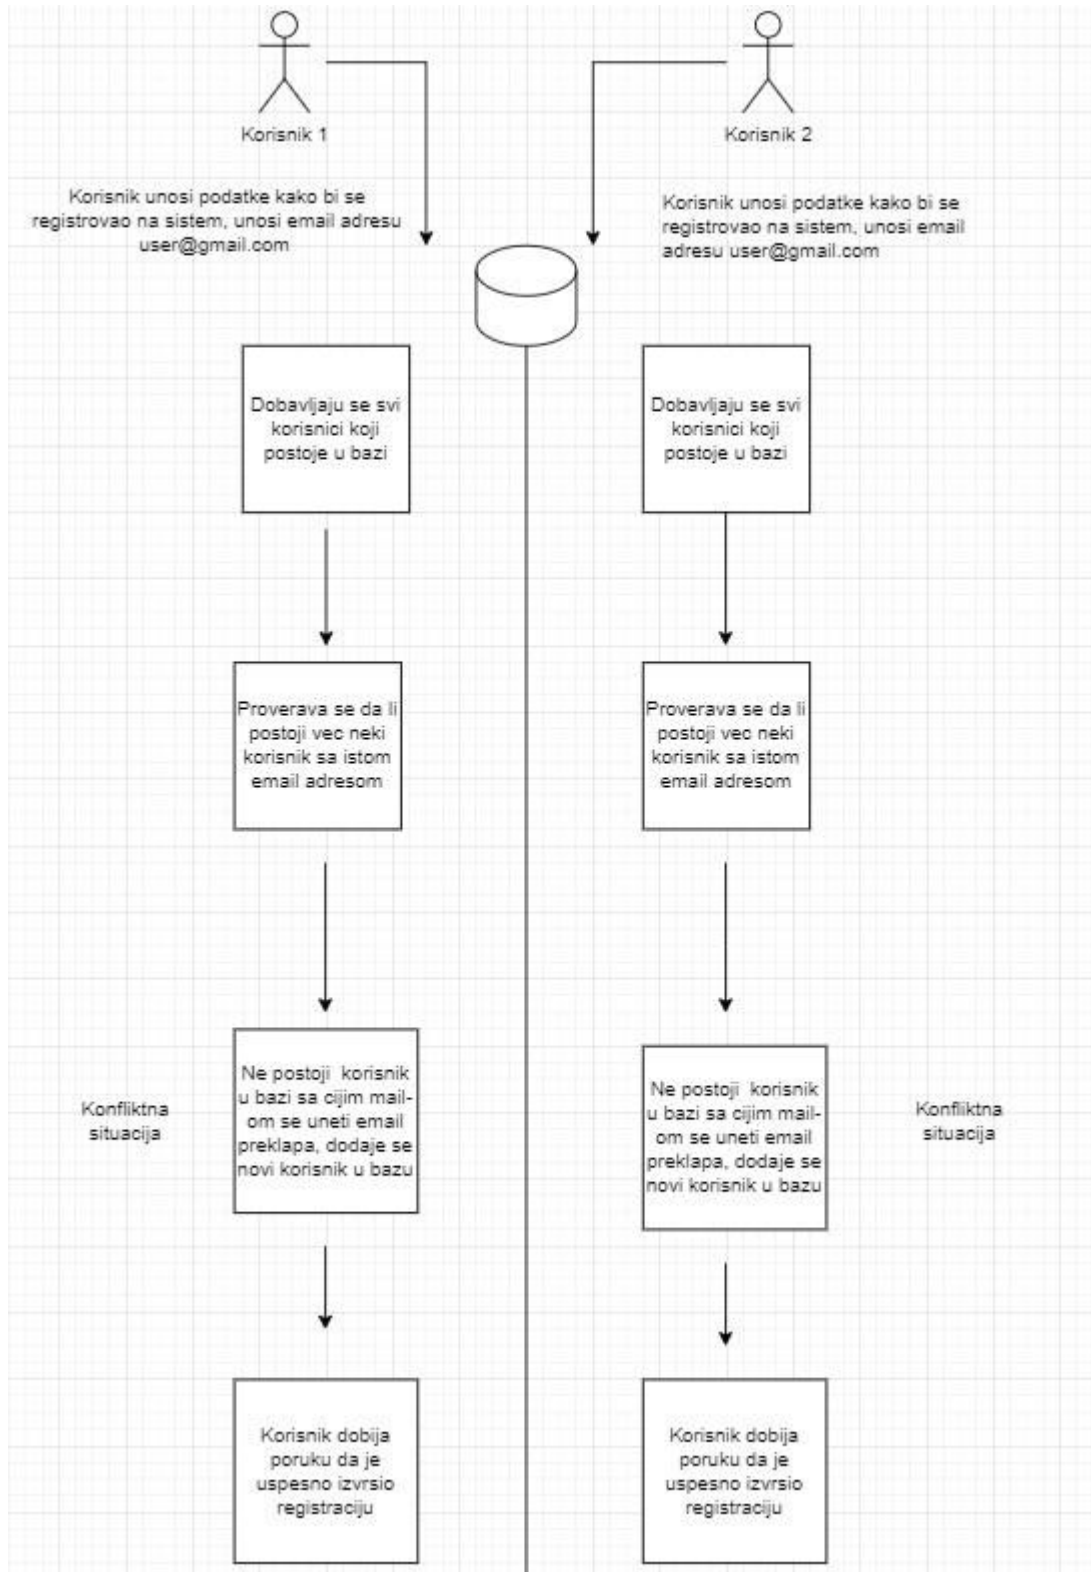 Korisnik 1
Korisnik unosi podatke kako bi se
registrovao na sistem, unosi email adresu
user@gmail.com
Dobavljaju se svi
korisnici koji
postoje u bazi
Proverava se da li
postoji vec neki
korisnik sa istom
email adresom
Konfliktna
situacija
Ne postoji korisnik
u bazi sa cijim mail-
om se uneti email
preklapa, dodaje se
novi korisnik u bazu
Korisnik dobija
poruku da je
uspesno izvrsio
registraciju
Korisnik 2
Korisnik unosi podatke kako bi se
registrovao na sistem, unosi email
adresu user@gmail.com
Dobavljaju se svi
korisnici koji
postoje u bazi
Proverava se da li
postoji vec neki
korisnik sa istom
email adresom
Ne postoji korisnik
u bazi sa cijim mail-
om se uneti email
preklapa, dodaje se
novi korisnik u bazu
Konfliktna
situacija
Korisnik dobija
poruku da je
uspesno izvrsio
registraciju